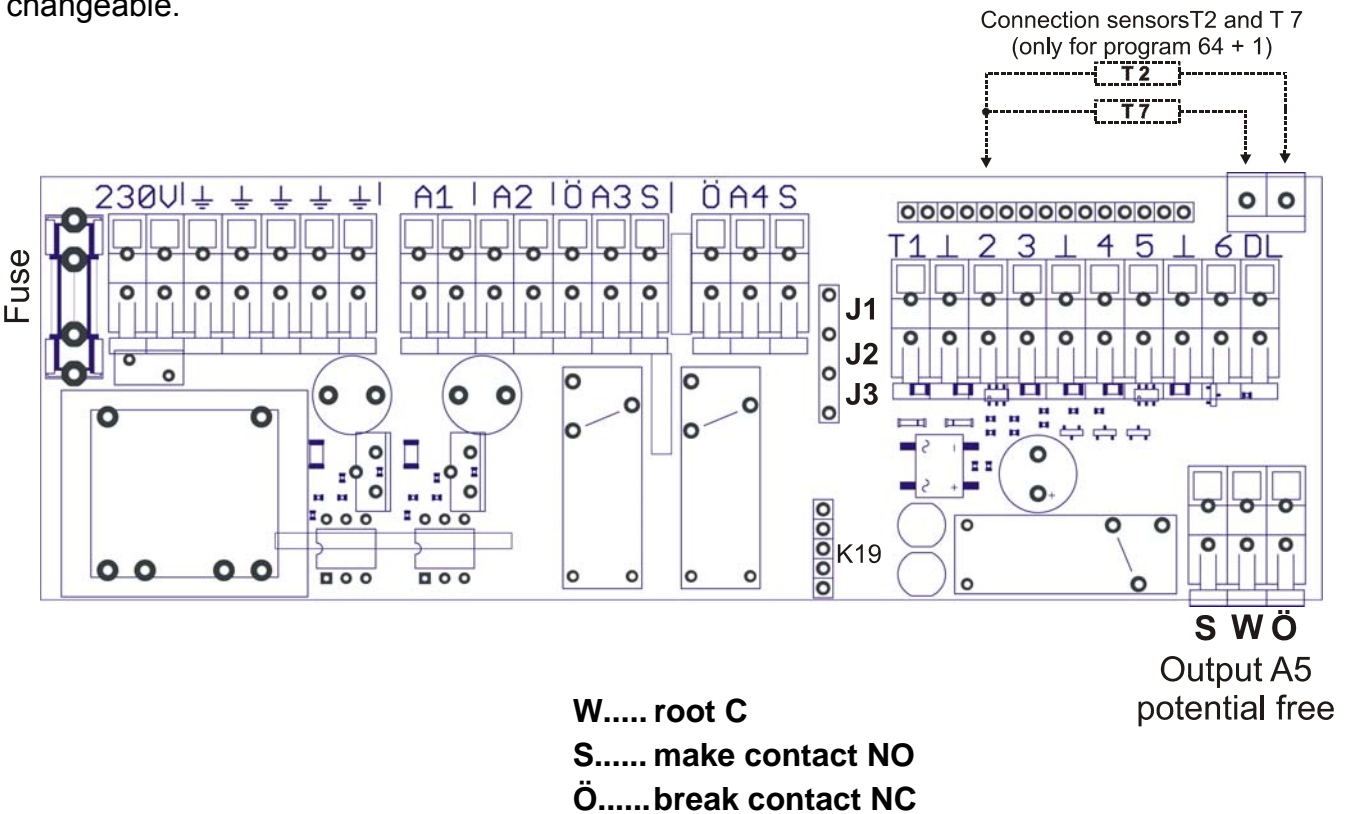 changeable.
Connection sensorsT2 and T 7
(only for program 64 + 1)
T 2
T 7
Fuse
230V|⏚ ⏚ ⏚ ⏚ ⏚|
A1 | A2 |Ö A3 S|
Ö A4 S
T1 ⊥ 2 3 ⊥ 4 5 ⊥ 6 DL
J1
J2
J3
~ -
~ +
+
K19
S W Ö
Output A5
potential free
W..... root C
S...... make contact NO
Ö......break contact NC